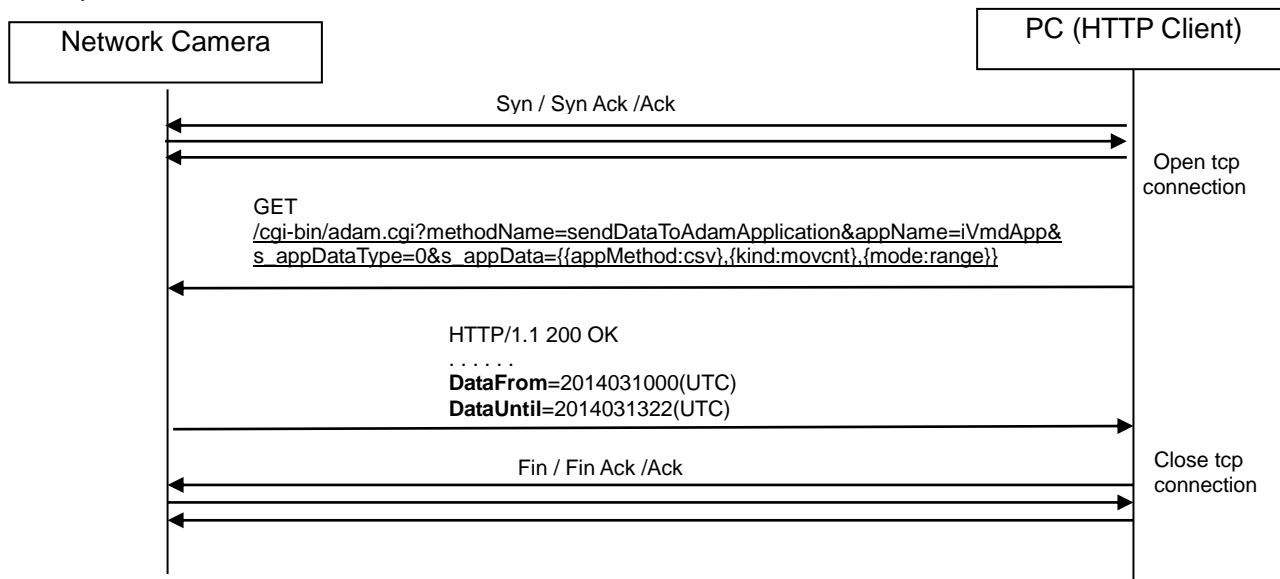 Network Camera
PC (HTTP Client)
Syn / Syn Ack /Ack
Open tcp
connection
GET
/cgi-bin/adam.cgi?methodName=sendDataToAdamApplication&appName=iVmdApp&
s_appDataType=0&s_appData={{appMethod:csv},{kind:movcnt},{mode:range}}
HTTP/1.1 200 OK
. . . . . .
DataFrom=2014031000(UTC)
DataUntil=2014031322(UTC)
Fin / Fin Ack /Ack
Close tcp
connection